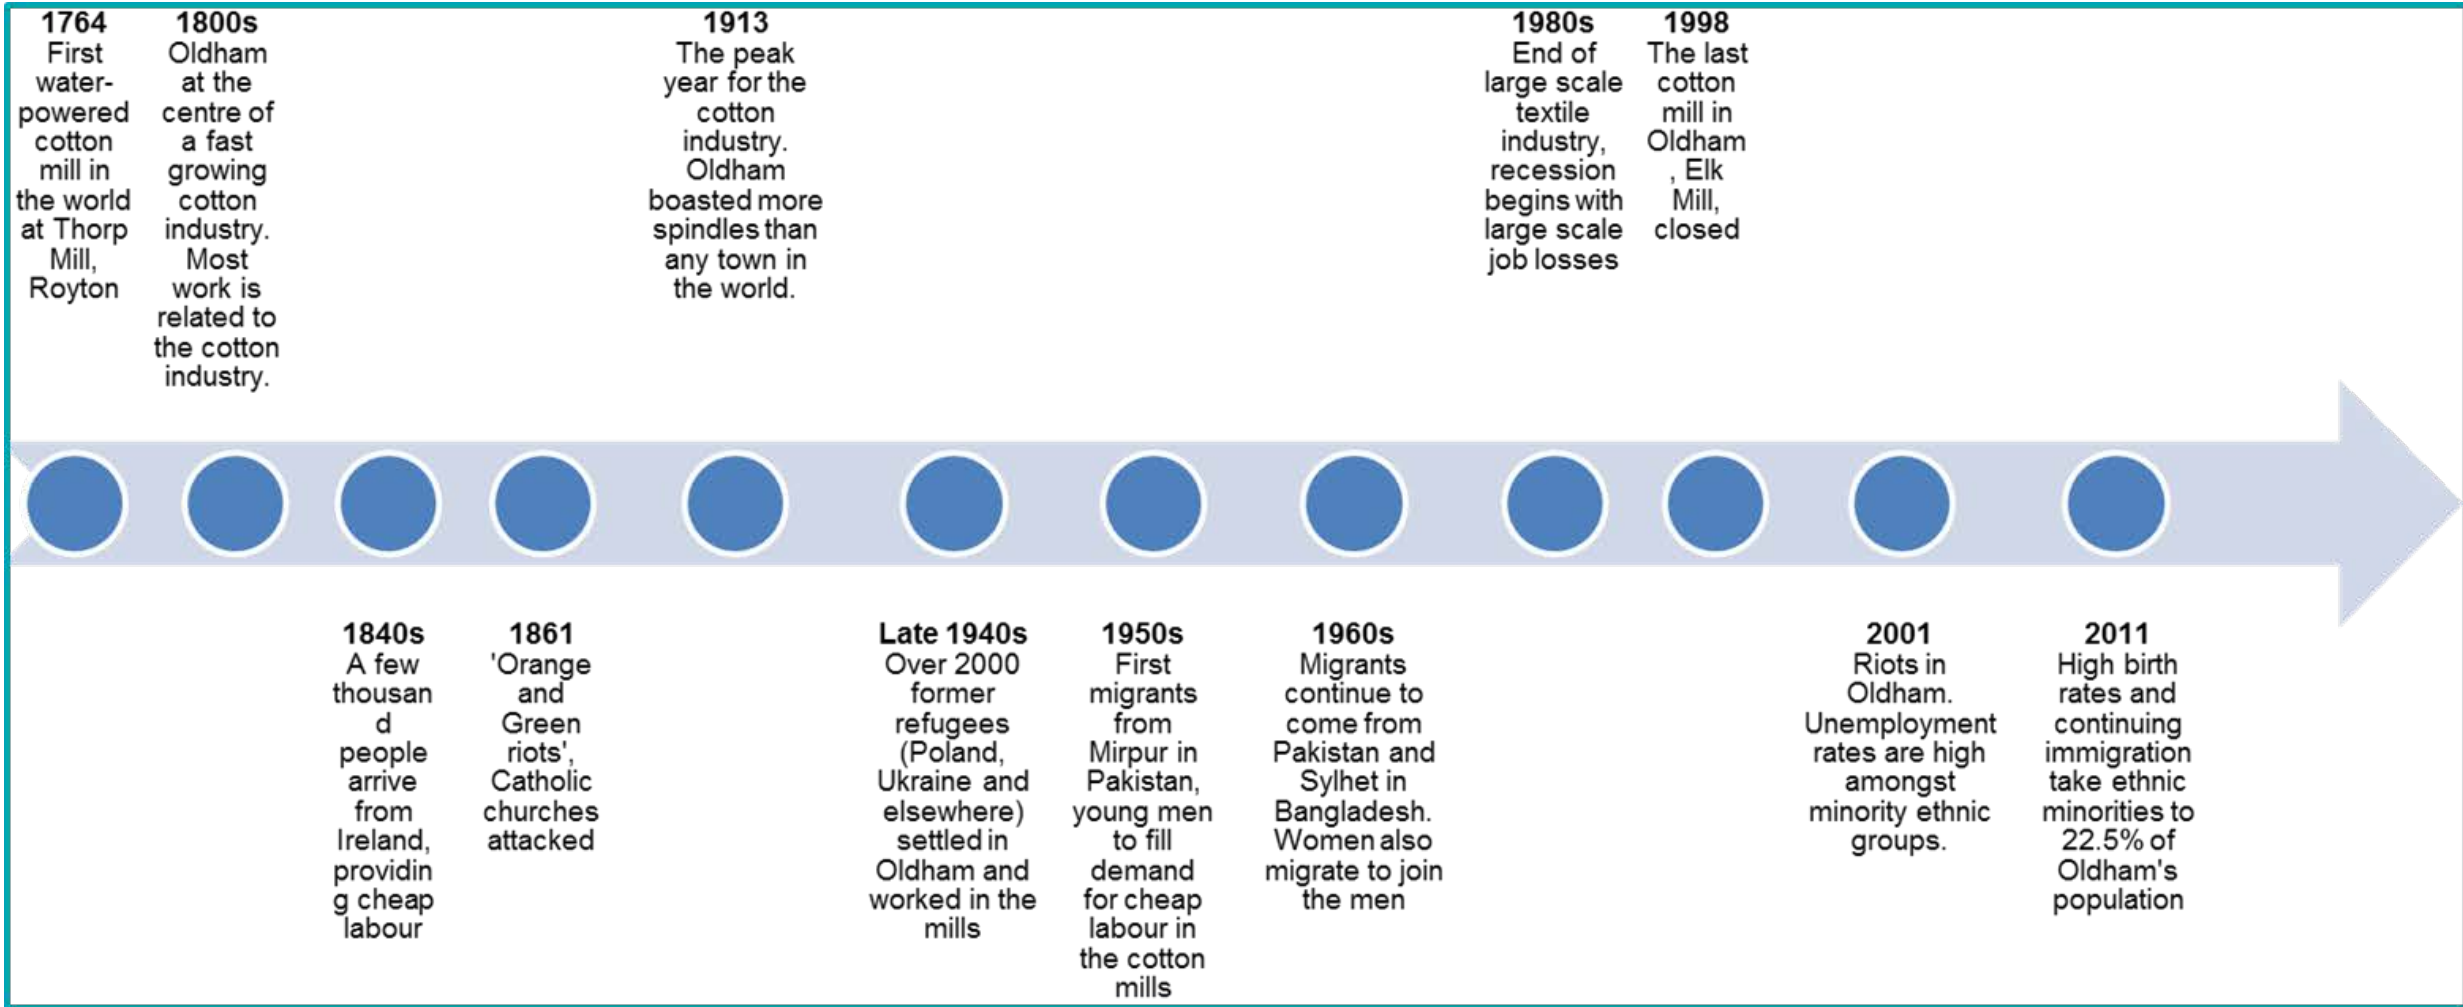 1764
First
water-
powered
cotton
mill in
the world
at Thorp
Mill,
Royton
1800s
Oldham
at the
centre of
a fast
growing
cotton
industry.
Most
work is
related to
the cotton
industry.
1840s
A few
thousan
d
people
arrive
from
Ireland,
providin
g cheap
labour
1861
'Orange
and
Green
riots',
Catholic
churches
attacked
1913
The peak
year for the
cotton
industry.
Oldham
boasted more
spindles than
any town in
the world.
Late 1940s
Over 2000
former
refugees
(Poland,
Ukraine and
elsewhere)
settled in
Oldham and
worked in the
mills
1950s
First
migrants
from
Mirpur in
Pakistan,
young men
to fill
demand
for cheap
labour in
the cotton
mills
1960s
Migrants
continue to
come from
Pakistan and
Sylhet in
Bangladesh.
Women also
migrate to join
the men
1980s
End of
large scale
textile
industry,
recession
begins with
large scale
job losses
1998
The last
cotton
mill in
Oldham
, Elk
Mill,
closed
2001
Riots in
Oldham.
Unemployment
rates are high
amongst
minority ethnic
groups.
2011
High birth
rates and
continuing
immigration
take ethnic
minorities to
22.5% of
Oldham's
population